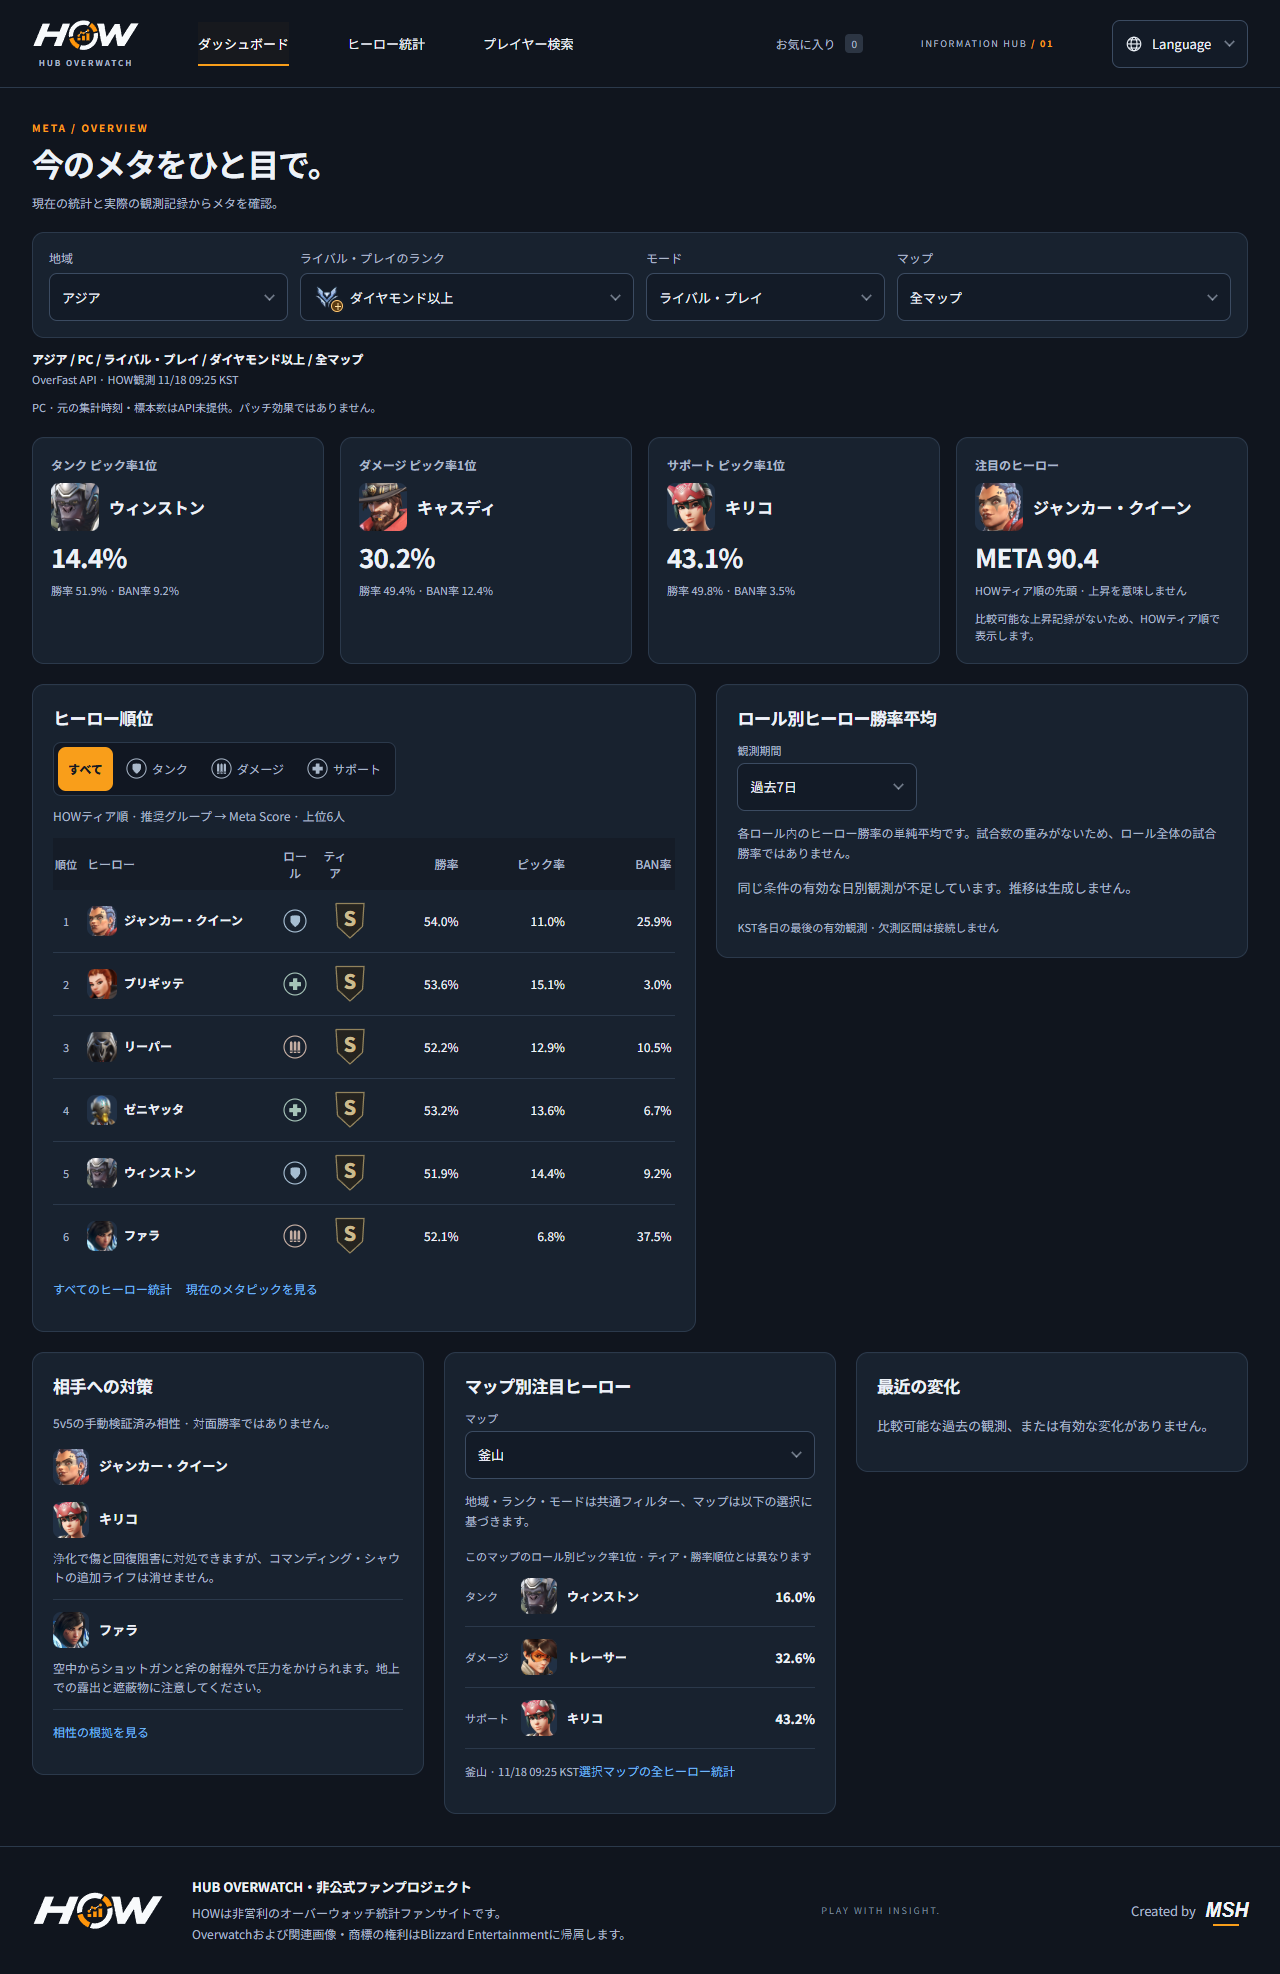 HOW
HUB OVERWATCH
ダッシュボード
ヒーロー統計
プレイヤー検索
お気に入り 0
INFORMATION HUB / 01
Language
META / OVERVIEW
今のメタをひと目で。
現在の統計と実際の観測記録からメタを確認。
地域
ライバル・プレイのランク
モード
マップ
アジア
ダイヤモンド以上
ライバル・プレイ
全マップ
アジア / PC / ライバル・プレイ / ダイヤモンド以上 / 全マップ
OverFast API · HOW観測 11/18 09:25 KST
PC · 元の集計時刻・標本数はAPI未提供。パッチ効果ではありません。
タンク ピック率1位
ウィンストン
14.4%
勝率 51.9% · BAN率 9.2%
ダメージ ピック率1位
キャスディ
30.2%
勝率 49.4% · BAN率 12.4%
サポート ピック率1位
キリコ
43.1%
勝率 49.8% · BAN率 3.5%
注目のヒーロー
ジャンカー・クイーン
META 90.4
HOWティア順の先頭 · 上昇を意味しません
比較可能な上昇記録がないため、HOWティア順で
表示します。
ヒーロー順位
すべて タンク ダメージ サポート
HOWティア順 · 推奨グループ → Meta Score · 上位6人
順位 ヒーロー ロール ティア 勝率 ピック率 BAN率
1 ジャンカー・クイーン S 54.0% 11.0% 25.9%
2 ブリギッテ S 53.6% 15.1% 3.0%
3 リーパー S 52.2% 12.9% 10.5%
4 ゼニヤッタ S 53.2% 13.6% 6.7%
5 ウィンストン S 51.9% 14.4% 9.2%
6 ファラ S 52.1% 6.8% 37.5%
すべてのヒーロー統計 現在のメタピックを見る
ロール別ヒーロー勝率平均
観測期間
過去7日
各ロール内のヒーロー勝率の単純平均です。試合数の重みがないため、ロール全体の試合
勝率ではありません。
同じ条件の有効な日別観測が不足しています。推移は生成しません。
KST各日の最後の有効観測 · 欠測区間は接続しません
相手への対策
5v5の手動検証済み相性 · 対面勝率ではありません。
ジャンカー・クイーン
キリコ
浄化で傷と回復阻害に対処できますが、コマンディング・シャウ
トの追加ライフは消せません。
ファラ
空中からショットガンと斧の射程外で圧力をかけられます。地上
での露出と遮蔽物に注意してください。
相性の根拠を見る
マップ別注目ヒーロー
マップ
釜山
地域・ランク・モードは共通フィルター、マップは以下の選択に
基づきます。
このマップのロール別ピック率1位 · ティア・勝率順位とは異なります
タンク ウィンストン 16.0%
ダメージ トレーサー 32.6%
サポート キリコ 43.2%
釜山 · 11/18 09:25 KST選択マップの全ヒーロー統計
最近の変化
比較可能な過去の観測、または有効な変化がありません。
HOW
HUB OVERWATCH • 非公式ファンプロジェクト
HOWは非営利のオーバーウォッチ統計ファンサイトです。
Overwatchおよび関連画像・商標の権利はBlizzard Entertainmentに帰属します。
PLAY WITH INSIGHT.
Created by MSH